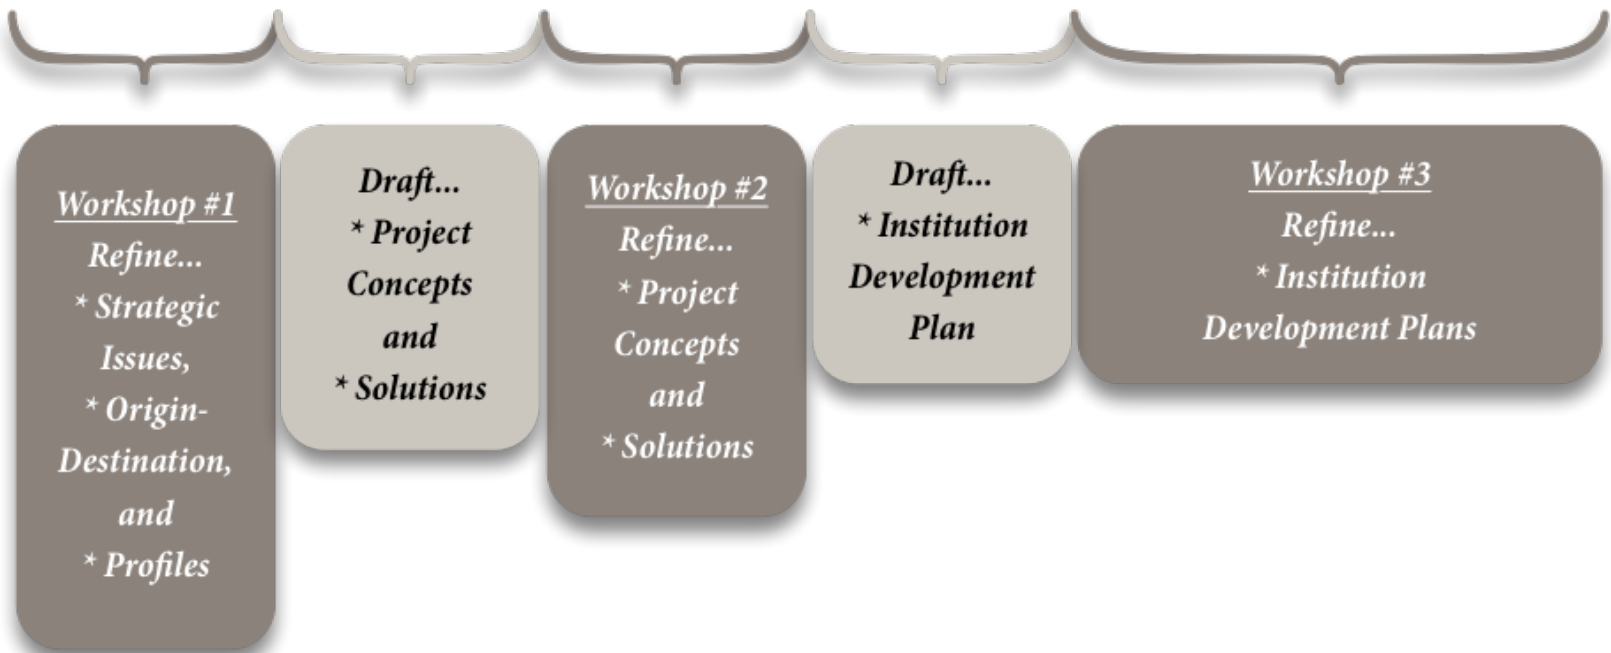 Workshop #1
Refine...
* Strategic
Issues,
* Origin-
Destination,
and
* Profiles
Draft...
* Project
Concepts
and
* Solutions
Workshop #2
Refine...
* Project
Concepts
and
* Solutions
Draft...
* Institution
Development
Plan
Workshop #3
Refine...
* Institution
Development Plans